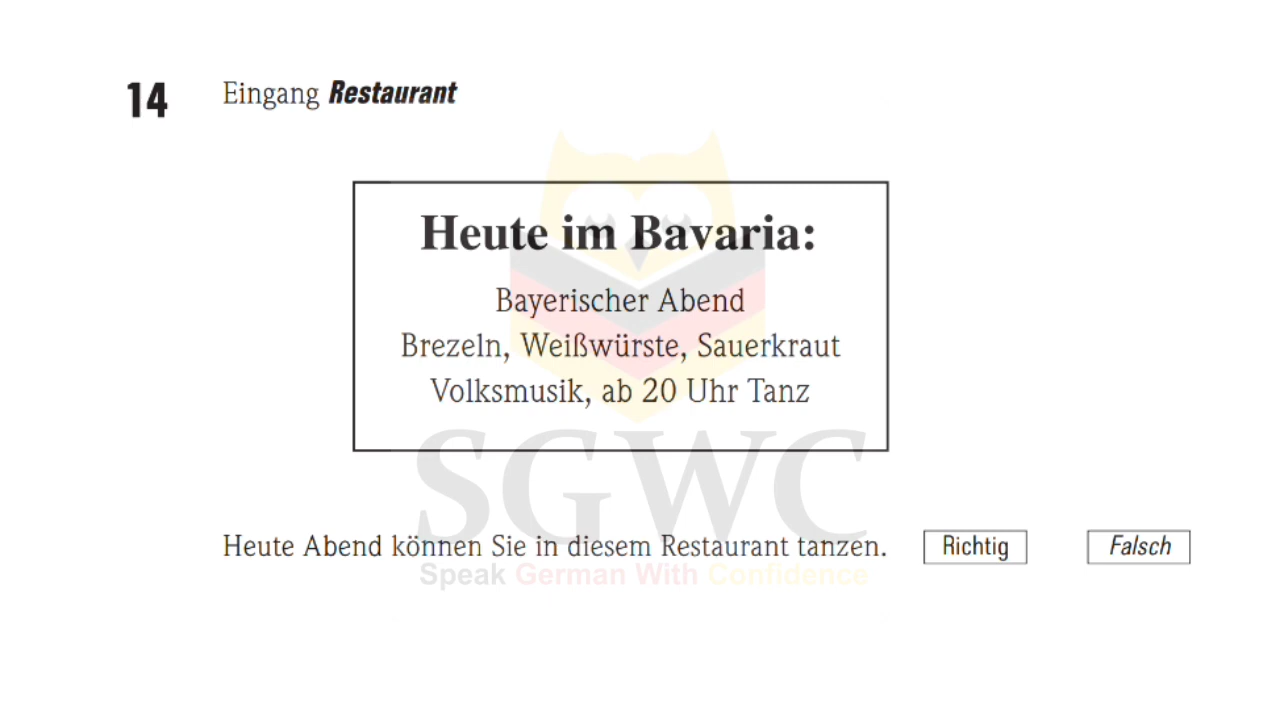 14 Eingang Restaurant
Heute im Bavaria:
Bayerischer Abend
Brezeln, Weißwürste, Sauerkraut
Volksmusik, ab 20 Uhr Tanz
SGWC
Heute Abend können Sie in diesem Restaurant tanzen. Richtig Falsch
Speak German With Confidence